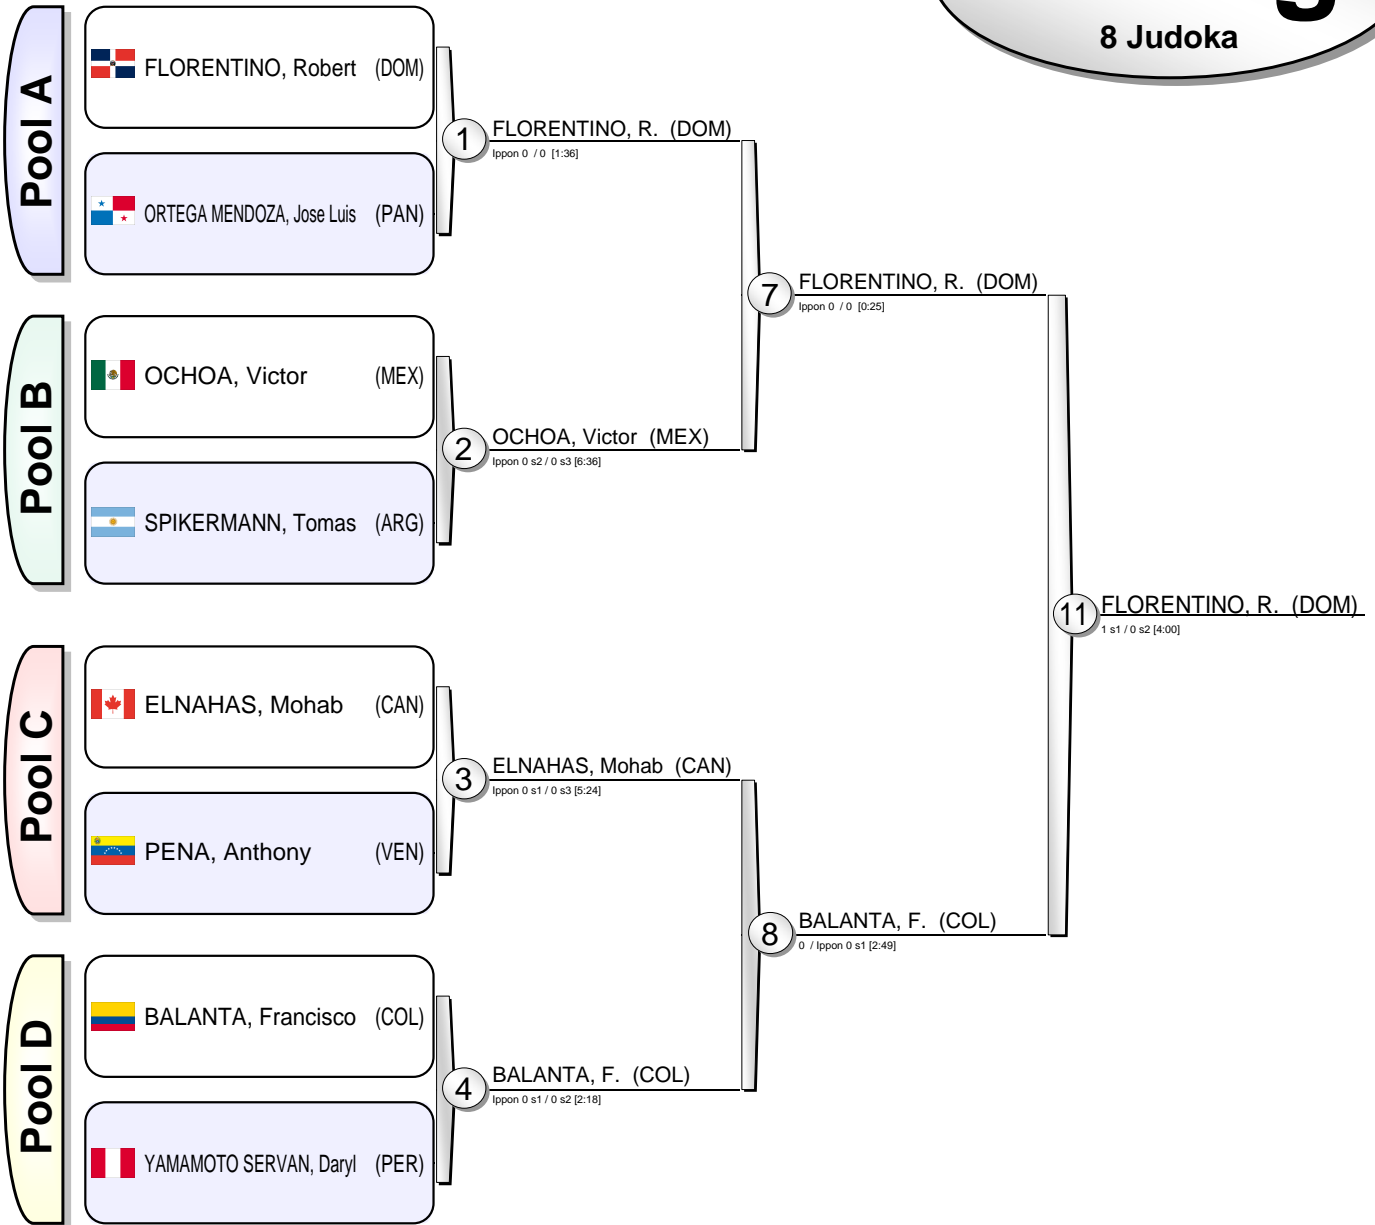 8 Judoka
Pool A
FLORENTINO, Robert (DOM)
ORTEGA MENDOZA, Jose Luis (PAN)
1 FLORENTINO, R. (DOM)
Ippon 0 / 0 [1:36]
7 FLORENTINO, R. (DOM)
Ippon 0 / 0 [0:25]
Pool B
OCHOA, Victor (MEX)
SPIKERMANN, Tomas (ARG)
2 OCHOA, Victor (MEX)
Ippon 0 s2 / 0 s3 [6:36]
11 FLORENTINO, R. (DOM)
1 s1 / 0 s2 [4:00]
Pool C
ELNAHAS, Mohab (CAN)
PENA, Anthony (VEN)
3 ELNAHAS, Mohab (CAN)
Ippon 0 s1 / 0 s3 [5:24]
8 BALANTA, F. (COL)
0 / Ippon 0 s1 [2:49]
Pool D
BALANTA, Francisco (COL)
YAMAMOTO SERVAN, Daryl (PER)
4 BALANTA, F. (COL)
Ippon 0 s1 / 0 s2 [2:18]